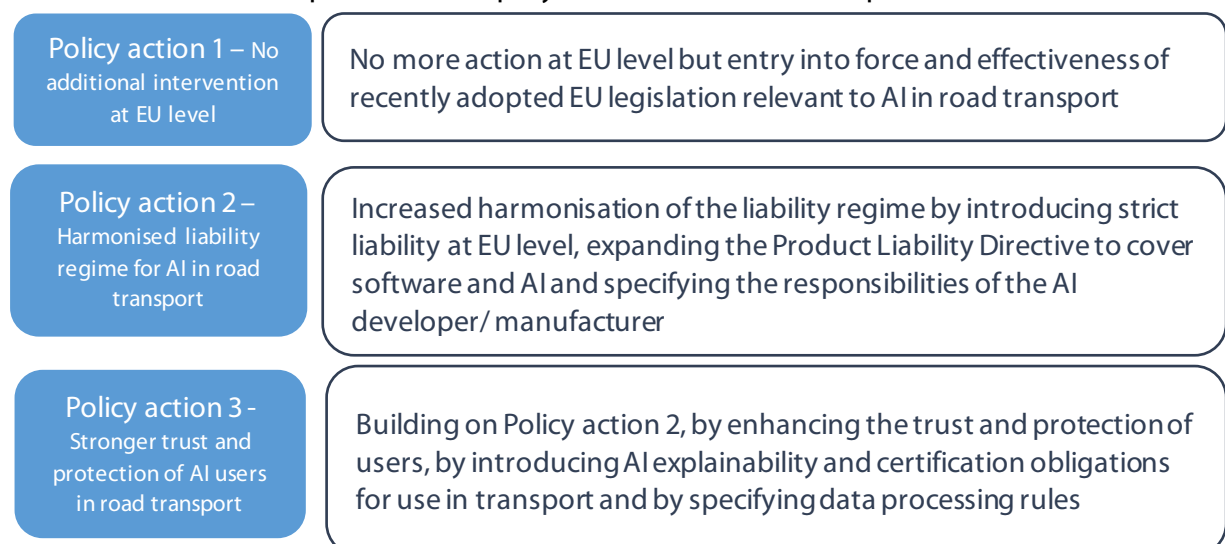 Policy action 1 – No
additional intervention
at EU level
No more action at EU level but entry into force and effectiveness of
recently adopted EU legislation relevant to AI in road transport
Policy action 2 –
Harmonised liability
regime for AI in road
transport
Increased harmonisation of the liability regime by introducing strict
liability at EU level, expanding the Product Liability Directive to cover
software and AI and specifying the responsibilities of the AI
developer/ manufacturer
Policy action 3 -
Stronger trust and
protection of AI users
in road transport
Building on Policy action 2, by enhancing the trust and protection of
users, by introducing AI explainability and certification obligations
for use in transport and by specifying data processing rules